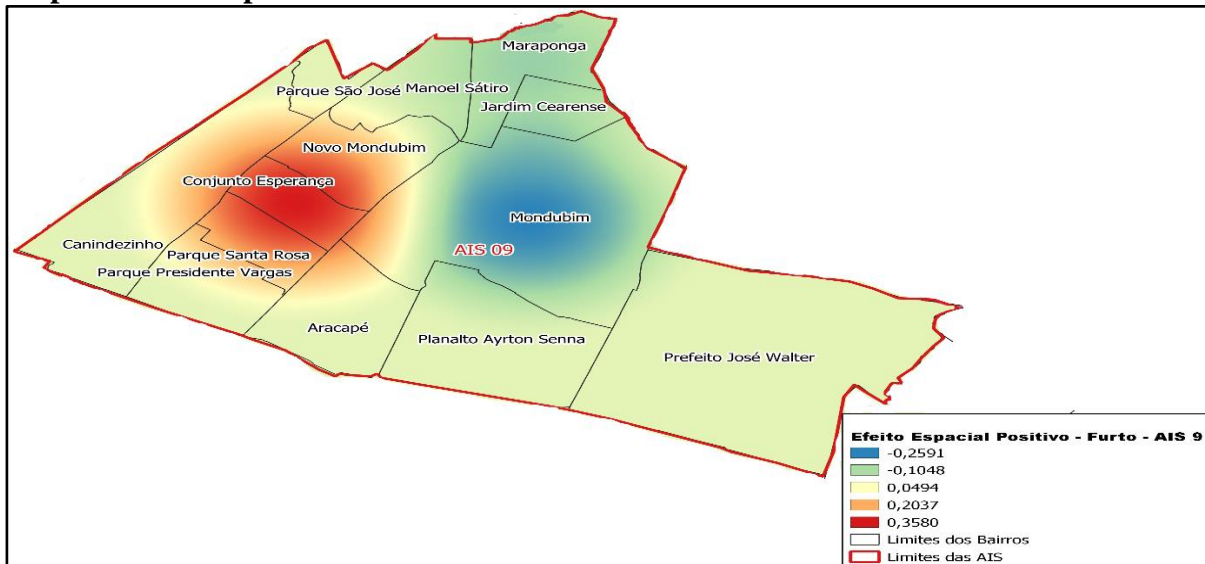 Maraponga
Parque São José
Manoel Sátiro
Jardim Cearense
Novo Mondubim
Conjunto Esperança
Mondubim
Canindezinho
AIS 09
Parque Santa Rosa
Parque Presidente Vargas
Aracapé
Planalto Ayrton Senna
Prefeito José Walter
Efeito Espacial Positivo - Furto - AIS 9
-0,2591
-0,1048
0,0494
0,2037
0,3580
Limites dos Bairros
Limites das AIS